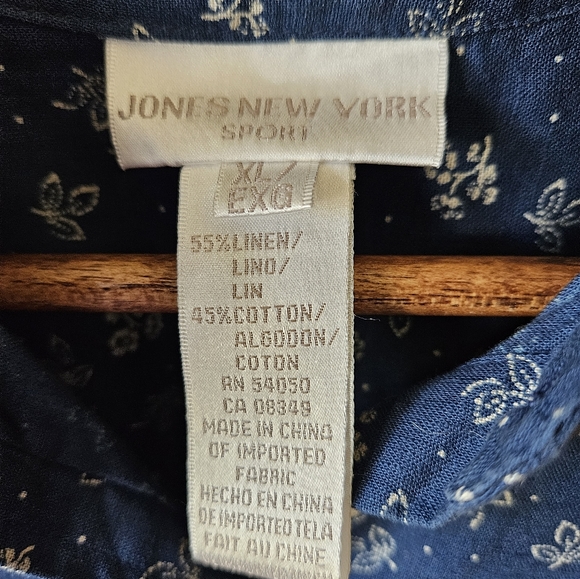 JONES NEW YORK
SPORT
XL/
EXG
55%LINEN/
LINO/
LIN
45%COTTON/
ALGODON/
COTON
RN 54050
CA 08349
MADE IN CHINA
OF IMPORTED
FABRIC
HECHO EN CHINA
DE IMPORTED TELA
FAIT AU CHINE